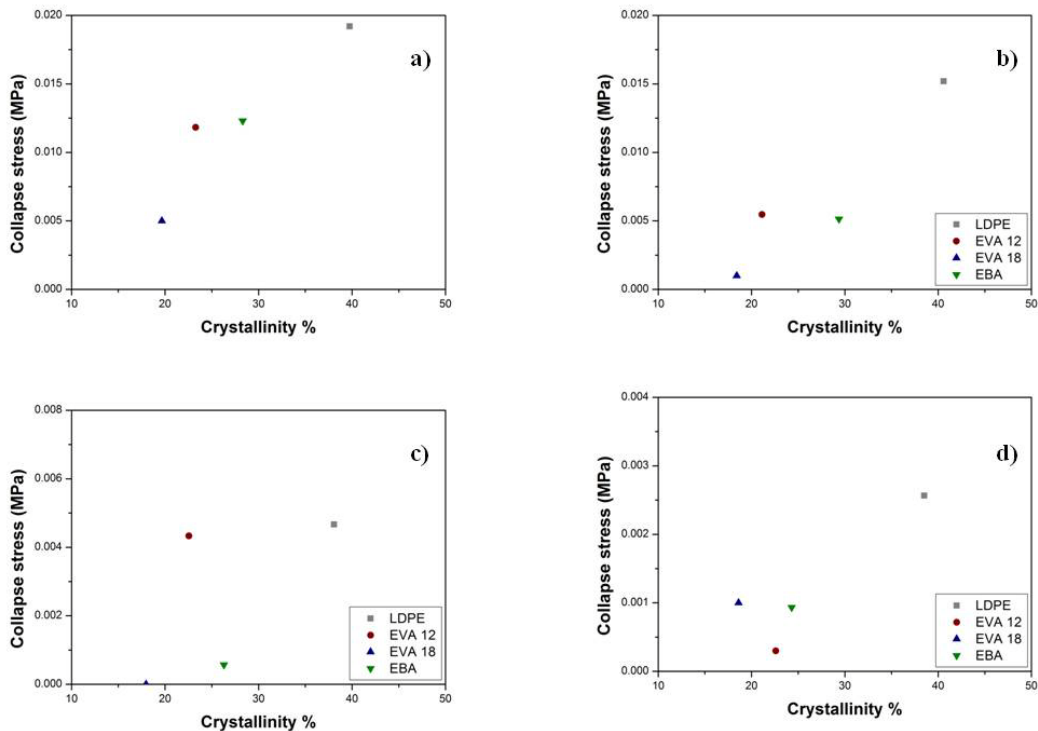 a)
0.020
0.015
0.010
0.005
0.000
Collapse stress (MPa)
10 20 30 40 50
Crystallinity %
b)
0.020
0.015
0.010
0.005
0.000
Collapse stress (MPa)
LDPE
EVA 12
EVA 18
EBA
10 20 30 40 50
Crystallinity %
c)
0.008
0.006
0.004
0.002
0.000
Collapse stress (MPa)
LDPE
EVA 12
EVA 18
EBA
10 20 30 40 50
Crystallinity %
d)
0.004
0.003
0.002
0.001
0.000
Collapse stress (MPa)
LDPE
EVA 12
EVA 18
EBA
10 20 30 40 50
Crystallinity %